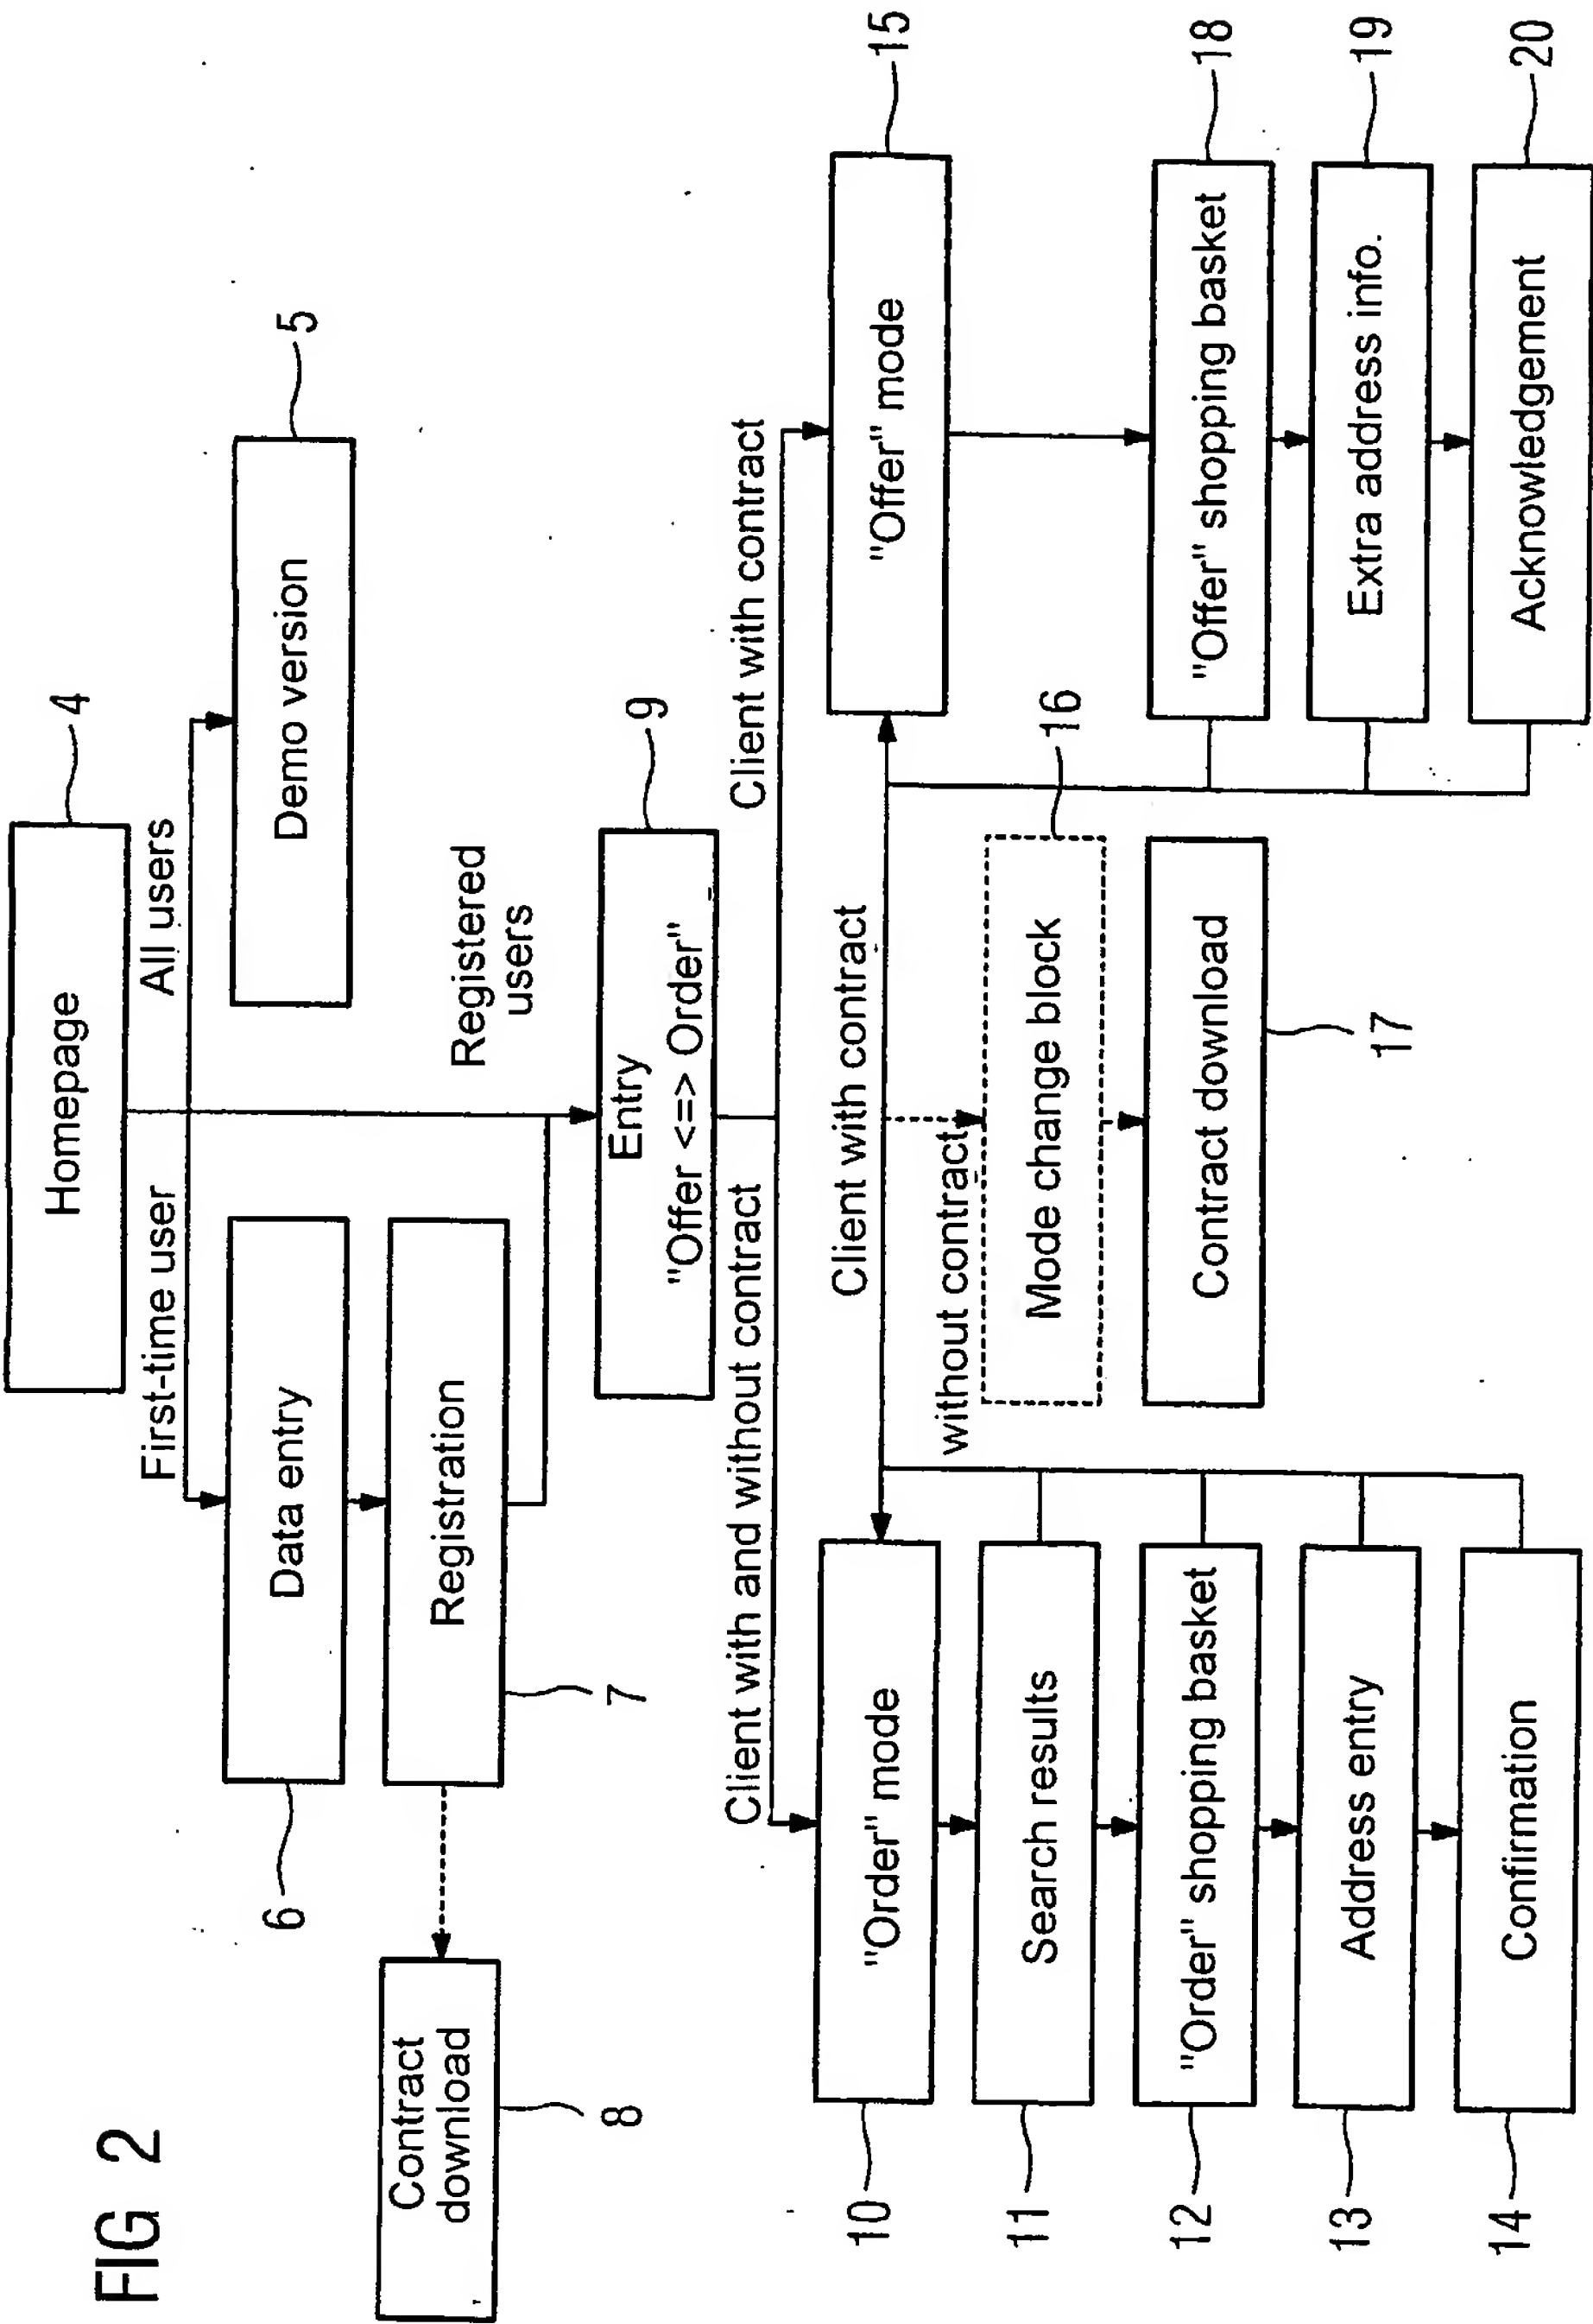 FIG 2
Homepage
4
First-time user
All users
Demo version
5
Data entry
6
Registration
7
Contract
download
8
Registered
users
Entry
"Offer <=> Order"
9
Client with and without contract
Client with contract
"Order" mode
10
Client with contract
"Offer" mode
15
without contract
Search results
11
Mode change block
16
"Order" shopping basket
12
Contract download
17
"Offer" shopping basket
18
Address entry
13
Extra address info.
19
Confirmation
14
Acknowledgement
20